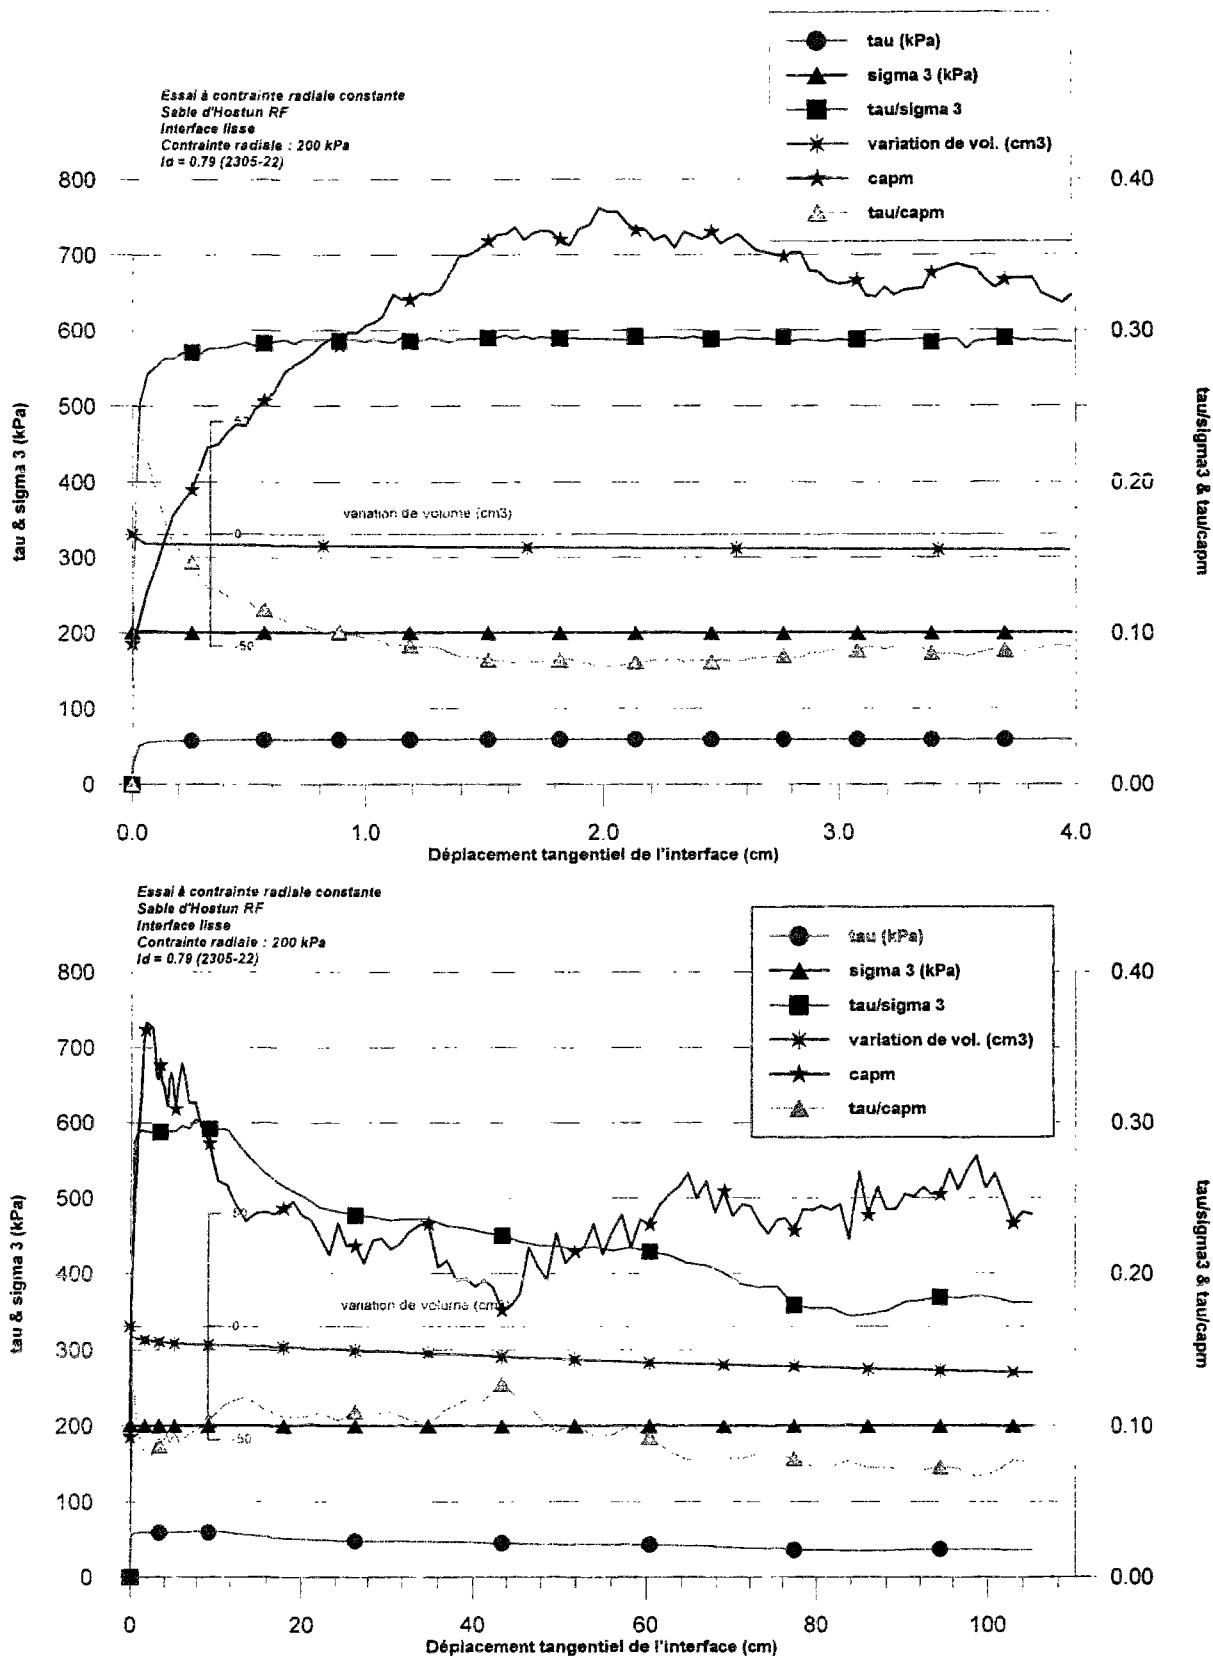 tau (kPa)
sigma 3 (kPa)
tau/sigma 3
variation de vol. (cm3)
capm
tau/capm
Essai à contrainte radiale constante
Sable d'Hostun RF
Interface lisse
Contrainte radiale : 200 kPa
Id = 0.79 (2305-22)
800
700
600
500
400
300
200
100
0
tau & sigma 3 (kPa)
0.40
0.30
0.20
0.10
0.00
tau/sigma3 & tau/capm
variation de volume (cm3)
0
-50
0.0
1.0
2.0
3.0
4.0
Déplacement tangentiel de l'interface (cm)
Essai à contrainte radiale constante
Sable d'Hostun RF
Interface lisse
Contrainte radiale : 200 kPa
Id = 0.79 (2305-22)
tau (kPa)
sigma 3 (kPa)
tau/sigma 3
variation de vol. (cm3)
capm
tau/capm
800
700
600
500
400
300
200
100
0
tau & sigma 3 (kPa)
0.40
0.30
0.20
0.10
0.00
tau/sigma3 & tau/capm
variation de volume (cm3)
0
-50
0
20
40
60
80
100
Déplacement tangentiel de l'interface (cm)